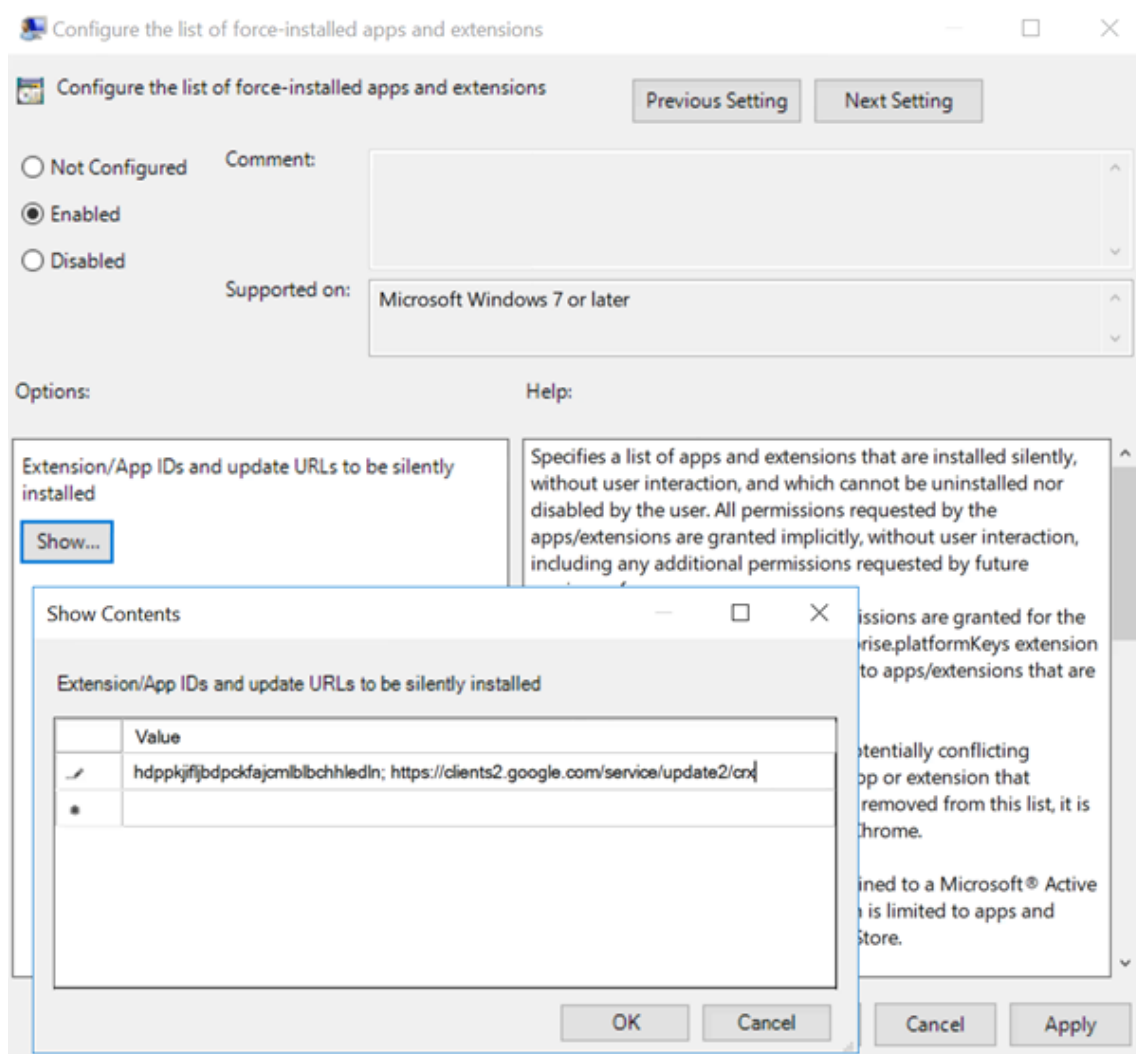 Configure the list of force-installed apps and extensions
Configure the list of force-installed apps and extensions
Previous Setting
Next Setting
Not Configured
Comment:
Enabled
Disabled
Supported on:
Microsoft Windows 7 or later
Options:
Help:
Extension/App IDs and update URLs to be silently
installed
Show...
Specifies a list of apps and extensions that are installed silently,
without user interaction, and which cannot be uninstalled nor
disabled by the user. All permissions requested by the
apps/extensions are granted implicitly, without user interaction,
including any additional permissions requested by future
issions are granted for the
rise.platformKeys extension
to apps/extensions that are
otentially conflicting
pp or extension that
removed from this list, it is
Chrome.
ined to a Microsoft® Active
is limited to apps and
Store.
Show Contents
Extension/App IDs and update URLs to be silently installed
Value
hdppkjifljbdpckfajcmlblbchhledln; https://clients2.google.com/service/update2/crx
OK
Cancel
Cancel
Apply